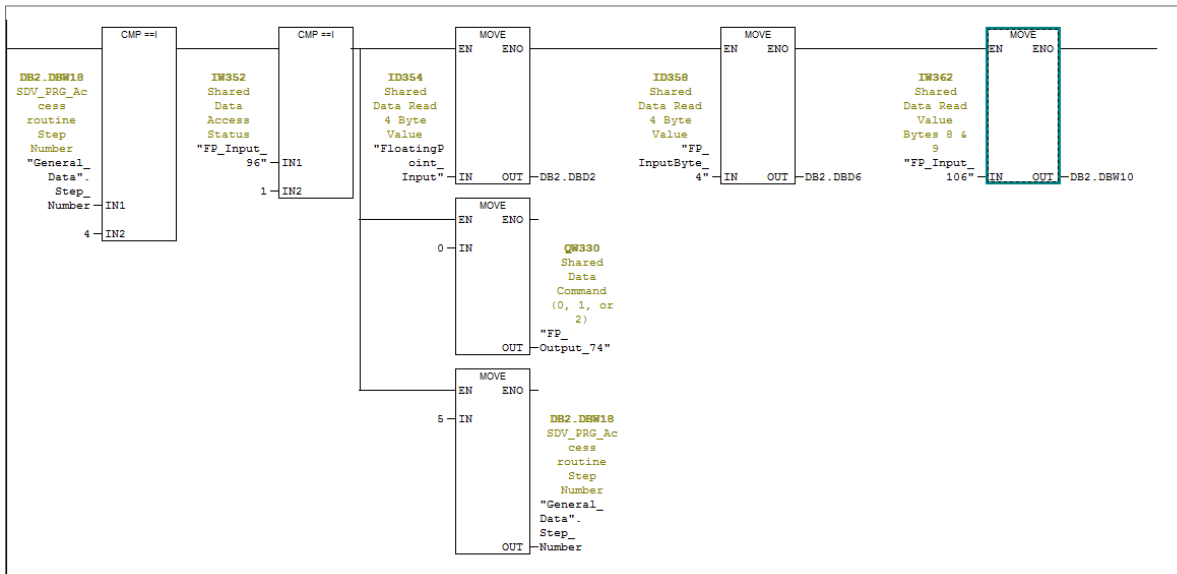 CMP ==I
CMP ==I
MOVE
MOVE
MOVE
EN ENO
EN ENO
EN ENO
DB2.DBW18
SDV_PRG_Ac
cess
routine
Step
Number
"General_
Data".
Step_
Number
IN1
4
IN2
IW352
Shared
Data
Access
Status
"FP_Input_
96"
IN1
1
IN2
ID354
Shared
Data Read
4 Byte
Value
"FloatingP
oint_
Input"
IN OUT
DB2.DBD2
ID358
Shared
Data Read
4 Byte
Value
"FP_
InputByte_
4"
IN OUT
DB2.DBD6
IW362
Shared
Data Read
Value
Bytes 8 &
9
"FP_Input_
106"
IN OUT
DB2.DBW10
MOVE
EN ENO
0
IN
QW330
Shared
Data
Command
(0, 1, or
2)
"FP_
OUT
Output_74"
MOVE
EN ENO
5
IN
DB2.DBW18
SDV_PRG_Ac
cess
routine
Step
Number
"General_
Data".
Step_
OUT
Number